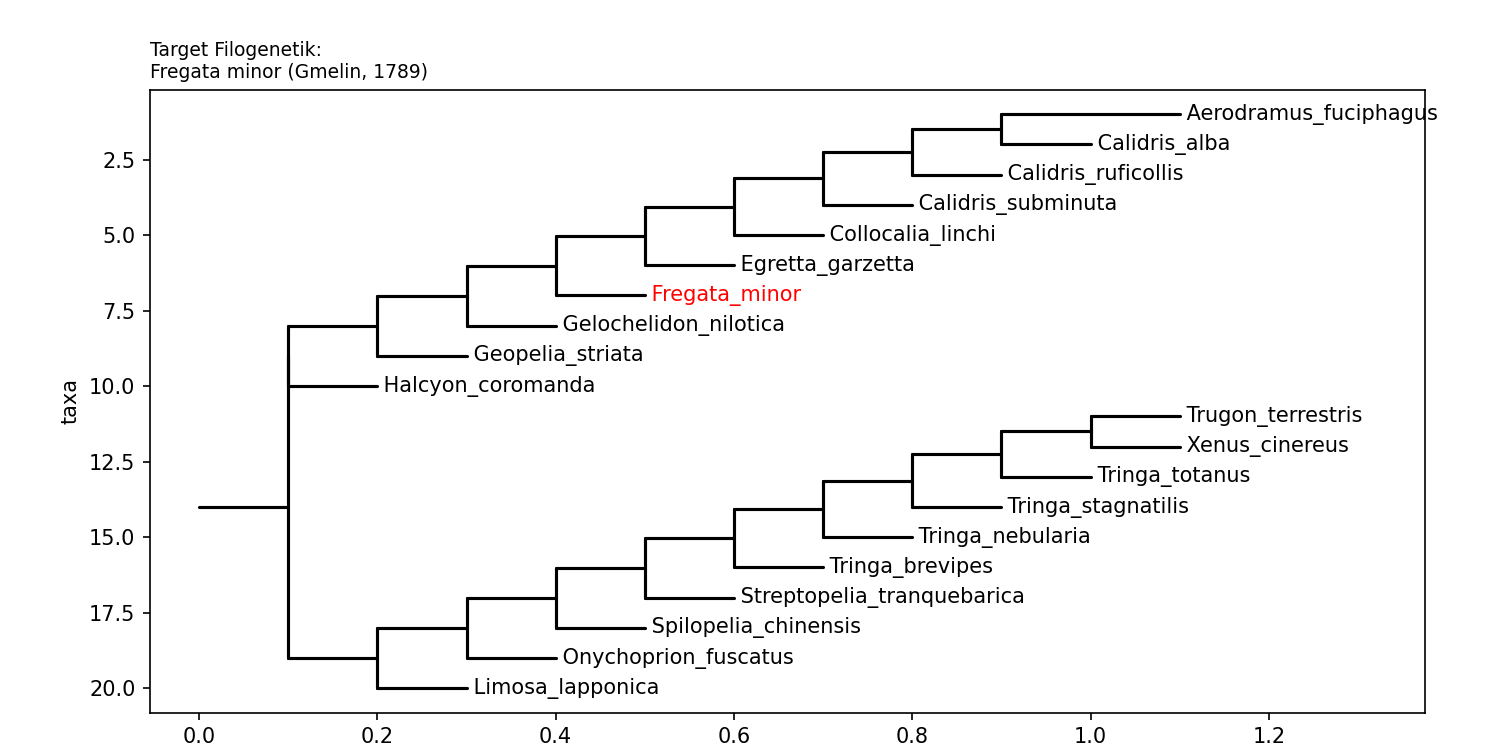 Target Filogenetik:
Fregata minor (Gmelin, 1789)
Aerodramus_fuciphagus
Calidris_alba
2.5
Calidris_ruficollis
Calidris_subminuta
5.0
Collocalia_linchi
Egretta_garzetta
Fregata_minor
7.5
Gelochelidon_nilotica
Geopelia_striata
10.0
Halcyon_coromanda
taxa
Trugon_terrestris
Xenus_cinereus
12.5
Tringa_totanus
Tringa_stagnatilis
15.0
Tringa_nebularia
Tringa_brevipes
Streptopelia_tranquebarica
17.5
Spilopelia_chinensis
Onychoprion_fuscatus
20.0
Limosa_lapponica
0.0 0.2 0.4 0.6 0.8 1.0 1.2